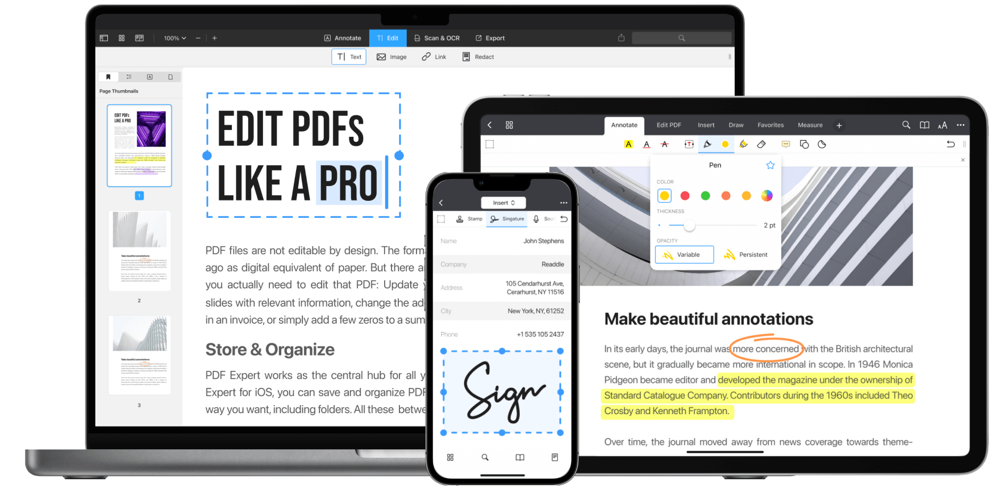 100%
Annotate
Edit
Scan & OCR
Export
Text
Image
Link
Redact
Page Thumbnails
EDIT PDFs
LIKE A PRO
1
Take beautiful annotations
2
Take beautiful annotations
3
EDIT PDFs
LIKE A PRO
PDF files are not editable by design. The form
ago as digital equivalent of paper. But there a
you actually need to edit that PDF: Update
slides with relevant information, change the ad
in an invoice, or simply add a few zeros to a sum
Store & Organize
PDF Expert works as the central hub for all y
Expert for iOS, you can save and organize PDF
way you want, including folders. All these betwe
Insert
Stamp
Singature
Soun
Name
John Stephens
Company
Readdle
Address
105 Cendarhurst Ave,
Cerarhurst, NY 11516
City
New York, NY, 61252
Phone
+1 535 105 2437
Sign
Annotate
Edit PDF
Insert
Draw
Favorites
Measure
AA
A A A T
Pen
COLOR
THICKNESS
2 pt
OPACITY
Variable
Persistent
Make beautiful annotations
In its early days, the journal was more concerned with the British architectural
scene, but it gradually became more international in scope. In 1946 Monica
Pidgeon became editor and developed the magazine under the ownership of
Standard Catalogue Company. Contributors during the 1960s included Theo
Crosby and Kenneth Frampton.
Over time, the journal moved away from news coverage towards theme-